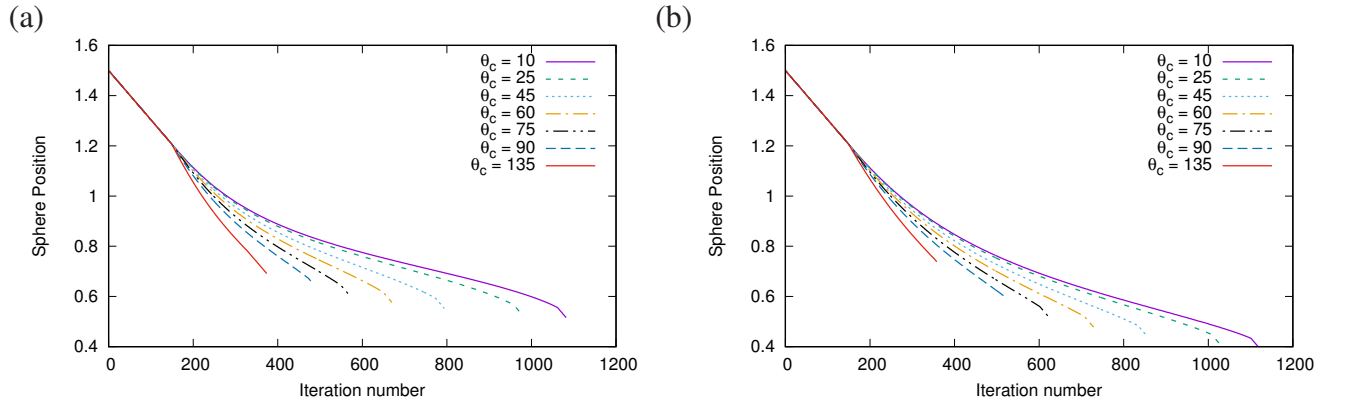 (a)
Sphere Position
1.6
1.4
1.2
1
0.8
0.6
0.4
0 200 400 600 800 1000 1200
Iteration number
θc = 10
θc = 25
θc = 45
θc = 60
θc = 75
θc = 90
θc = 135
(b)
Sphere Position
1.6
1.4
1.2
1
0.8
0.6
0.4
0 200 400 600 800 1000 1200
Iteration number
θc = 10
θc = 25
θc = 45
θc = 60
θc = 75
θc = 90
θc = 135